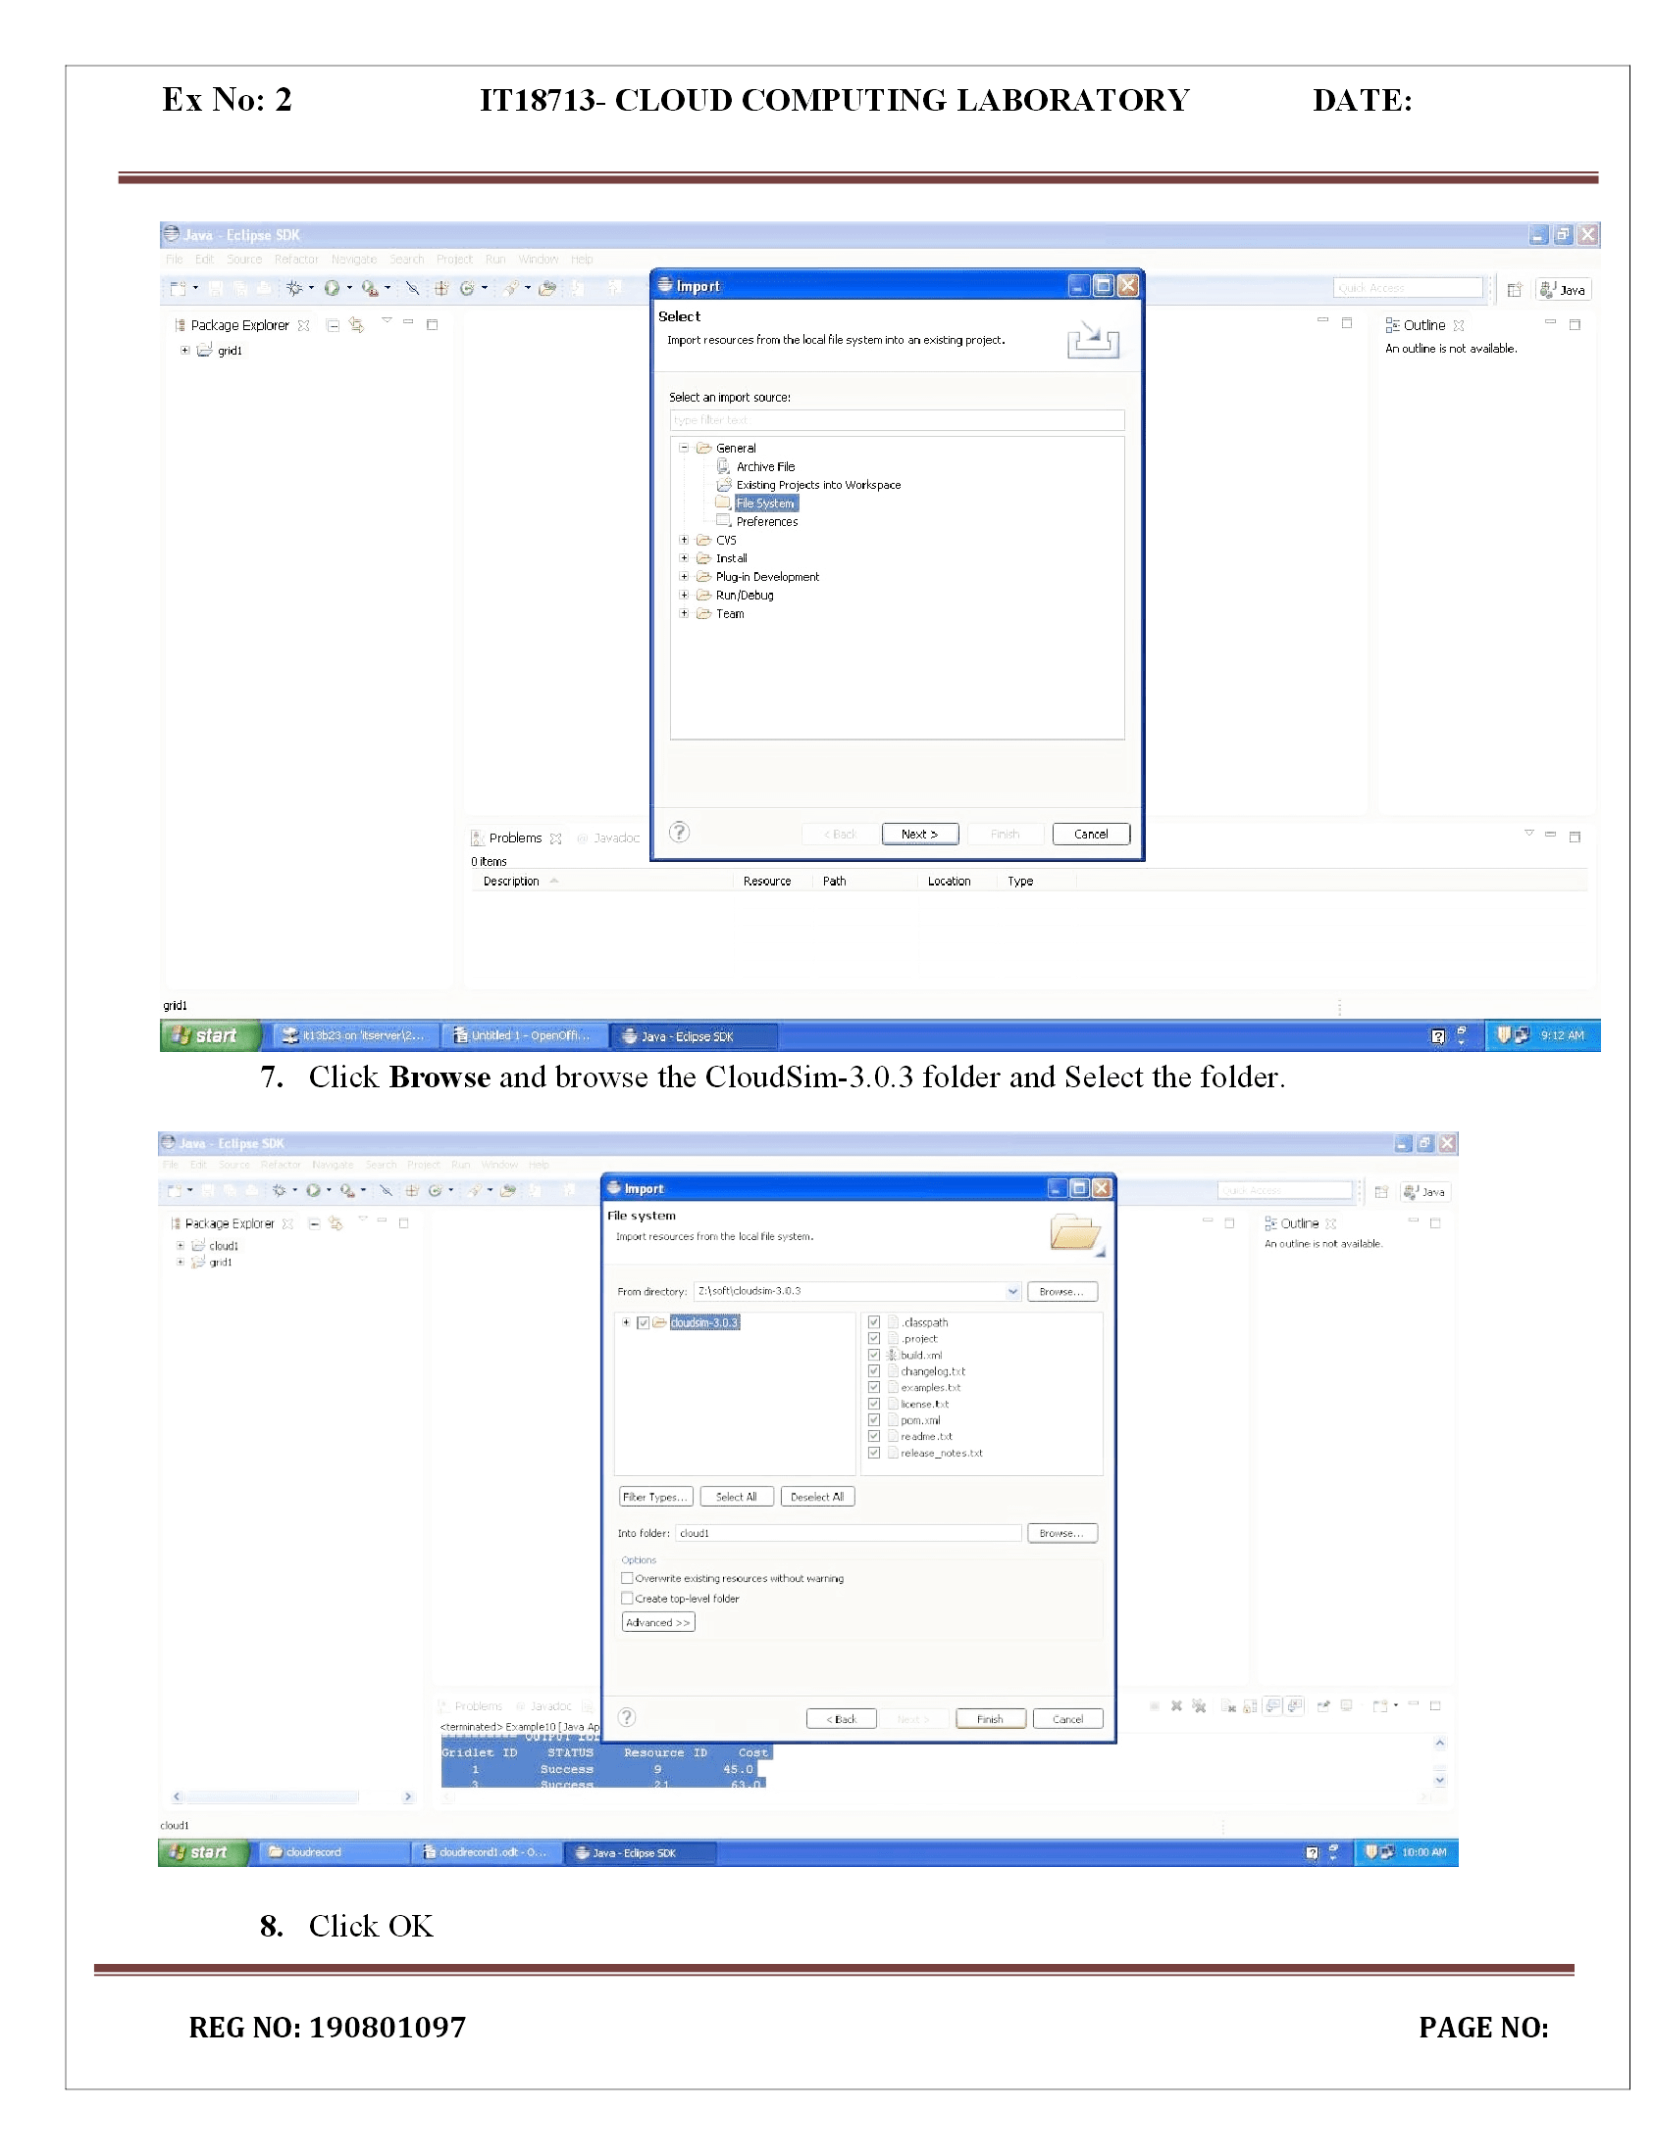 Ex No: 2 IT18713- CLOUD COMPUTING LABORATORY DATE:
Java - Eclipse SDK
File Edit Source Refactor Navigate Search Project Run Window Help
Quick Access Java
Package Explorer
grid1
Import
Select
Import resources from the local file system into an existing project.
Select an import source:
type filter text
General
Archive File
Existing Projects into Workspace
File System
Preferences
CVS
Install
Plug-in Development
Run/Debug
Team
< Back Next > Finish Cancel
Outline
An outline is not available.
Problems Javadoc
0 items
Description Resource Path Location Type
grid1
start it13b23 on 'itserver\2... Untitled 1 - OpenOffi... Java - Eclipse SDK 9:12 AM
7. Click Browse and browse the CloudSim-3.0.3 folder and Select the folder.
Java - Eclipse SDK
File Edit Source Refactor Navigate Search Project Run Window Help
Quick Access Java
Package Explorer
cloud1
grid1
Import
File system
Import resources from the local file system.
From directory: Z:\soft\cloudsim-3.0.3 Browse...
cloudsim-3.0.3
.classpath
.project
build.xml
changelog.txt
examples.txt
license.txt
pom.xml
readme.txt
release_notes.txt
Filter Types... Select All Deselect All
Into folder: cloud1 Browse...
Options
Overwrite existing resources without warning
Create top-level folder
Advanced >>
< Back Next > Finish Cancel
Outline
An outline is not available.
Problems Javadoc
<terminated> Example10 [Java Ap
========== OUTPUT
Gridlet ID STATUS Resource ID Cost
1 Success 9 45.0
3 Success 21 63.0
cloud1
start cloudrecord cloudrecord1.odt - O... Java - Eclipse SDK 10:00 AM
8. Click OK
REG NO: 190801097 PAGE NO: